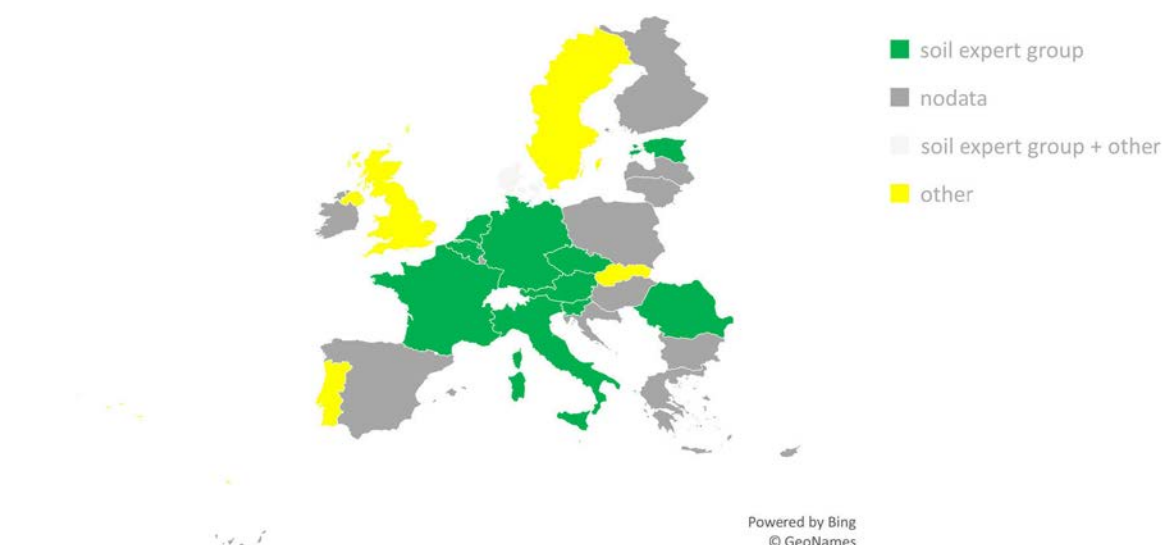 soil expert group
nodata
soil expert group + other
other
Powered by Bing
© GeoNames